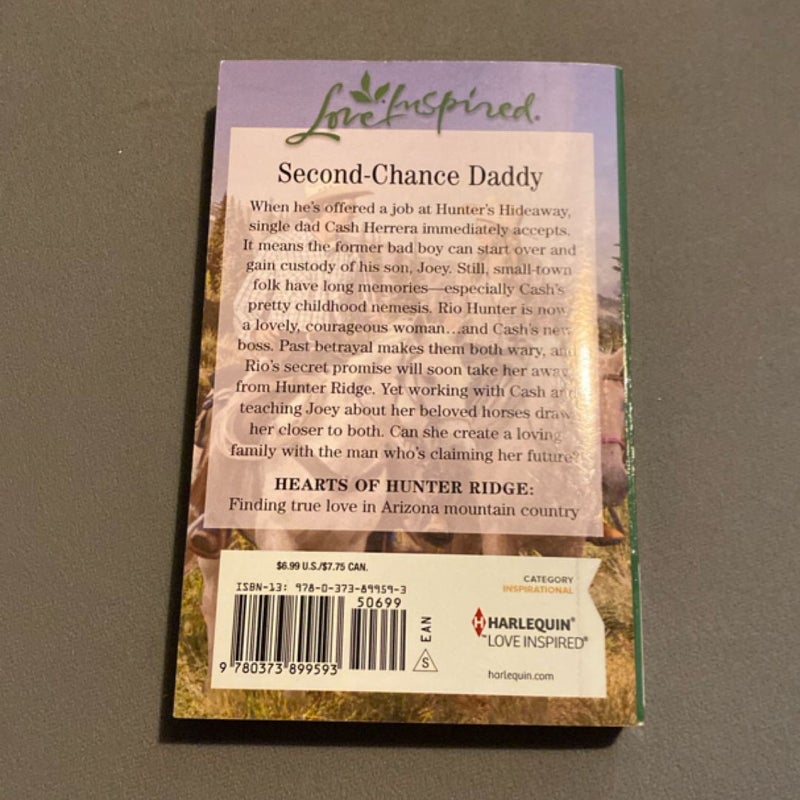 Love Inspired®
Second-Chance Daddy
When he's offered a job at Hunter's Hideaway,
single dad Cash Herrera immediately accepts.
It means the former bad boy can start over and
gain custody of his son, Joey. Still, small-town
folk have long memories—especially Cash's
pretty childhood nemesis. Rio Hunter is now
a lovely, courageous woman...and Cash's new
boss. Past betrayal makes them both wary, and
Rio's secret promise will soon take her away
from Hunter Ridge. Yet working with Cash and
teaching Joey about her beloved horses draw
her closer to both. Can she create a loving
family with the man who's claiming her future?
HEARTS OF HUNTER RIDGE:
Finding true love in Arizona mountain country
$6.99 U.S./$7.75 CAN.
ISBN-13: 978-0-373-89959-3
50699
EAN
S
9 780373 899593
CATEGORY
INSPIRATIONAL
H HARLEQUIN®
™LOVE INSPIRED®
harlequin.com